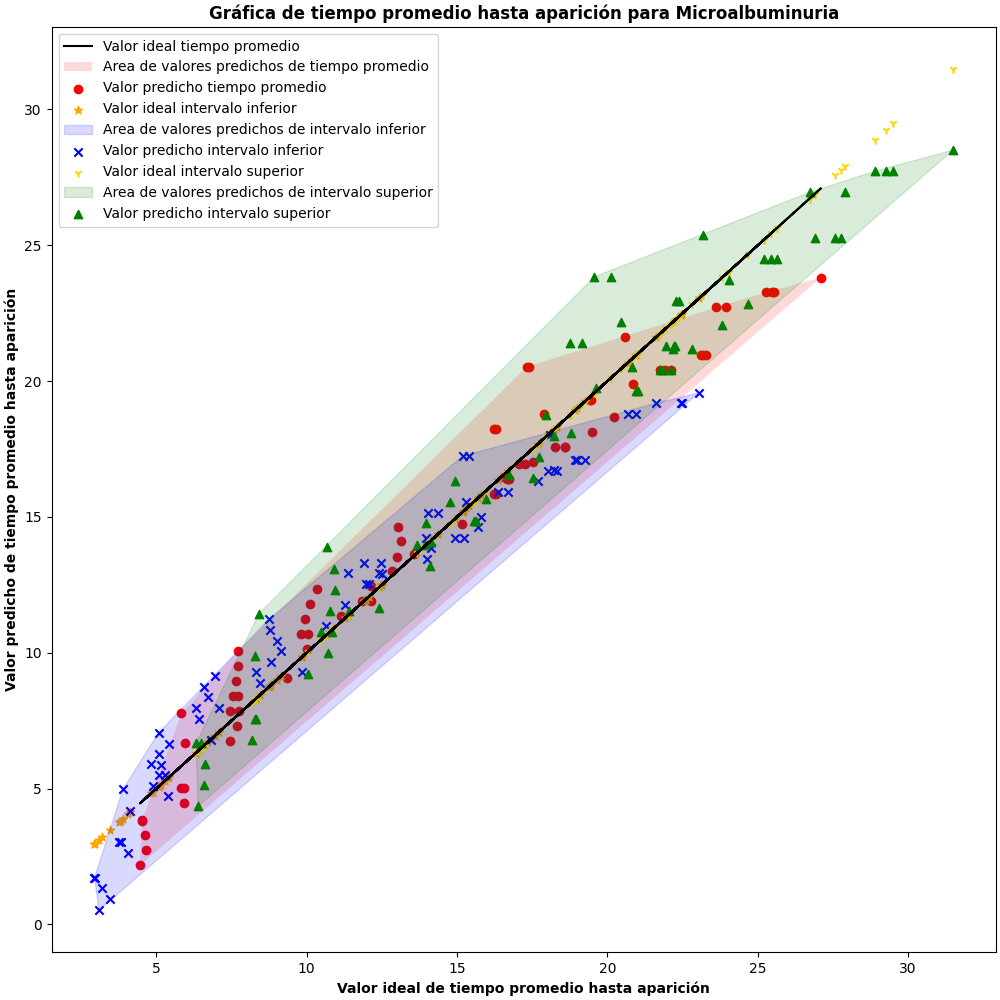 Gráfica de tiempo promedio hasta aparición para Microalbuminuria
Valor ideal tiempo promedio
Area de valores predichos de tiempo promedio
Valor predicho tiempo promedio
Valor ideal intervalo inferior
Area de valores predichos de intervalo inferior
Valor predicho intervalo inferior
Valor ideal intervalo superior
Area de valores predichos de intervalo superior
Valor predicho intervalo superior
Valor predicho de tiempo promedio hasta aparición
30
25
20
15
10
5
0
5
10
15
20
25
30
Valor ideal de tiempo promedio hasta aparición